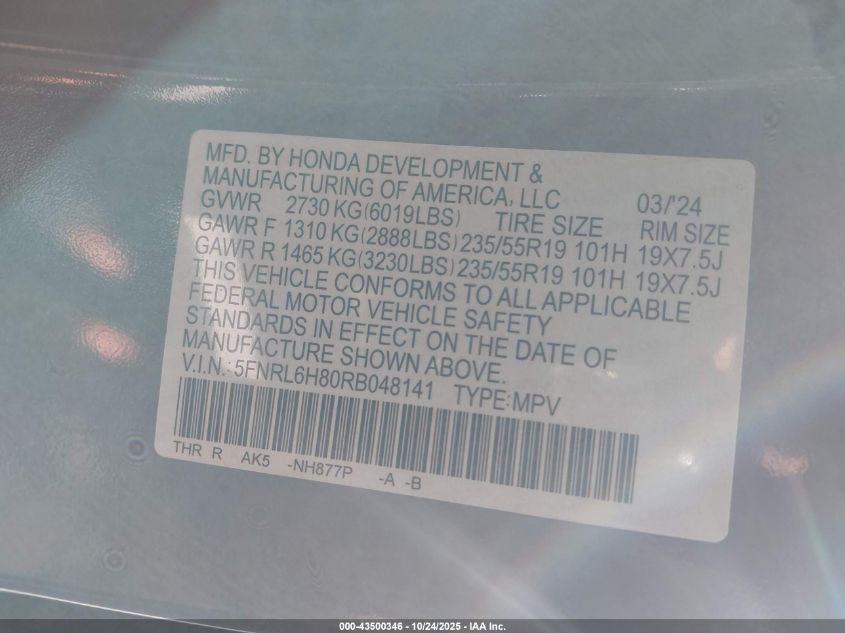 MFD. BY HONDA DEVELOPMENT &
MANUFACTURING OF AMERICA, LLC 03/'24
GVWR 2730 KG(6019LBS) TIRE SIZE RIM SIZE
GAWR F 1310 KG(2888LBS) 235/55R19 101H 19X7.5J
GAWR R 1465 KG(3230LBS) 235/55R19 101H 19X7.5J
THIS VEHICLE CONFORMS TO ALL APPLICABLE
FEDERAL MOTOR VEHICLE SAFETY
STANDARDS IN EFFECT ON THE DATE OF
MANUFACTURE SHOWN ABOVE.
V.I.N.: 5FNRL6H80RB048141 TYPE:MPV
THR R AK5 -NH877P -A -B
000-43500346 - 10/24/2025 - IAA Inc.